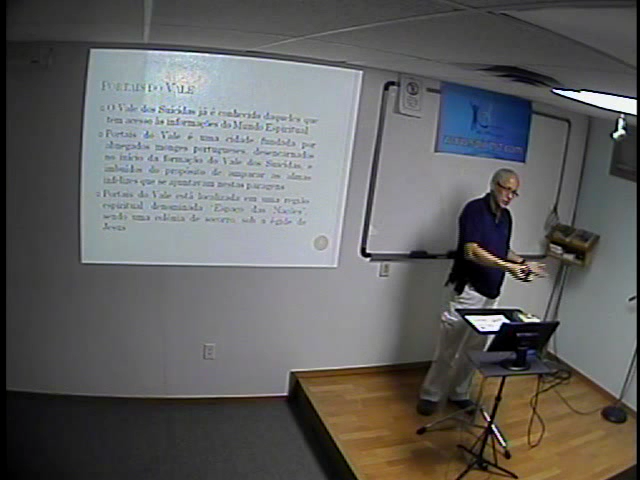 PORTAIS DO VALE
O Vale dos Suicidas já é conhecido daqueles que
tem acesso às informações do Mundo Espiritual
Portais do Vale é uma cidade fundada por
abnegados monges portugueses, desencarnados
no início da formação do Vale dos Suicidas, e
imbuídos do propósito de amparar as almas
infelizes que se ajuntavam nestas paragens
Portais do Vale está localizada em uma região
espiritual denominada "Espaço das Nações",
sendo uma colônia de socorro, sob a égide de
Jesus